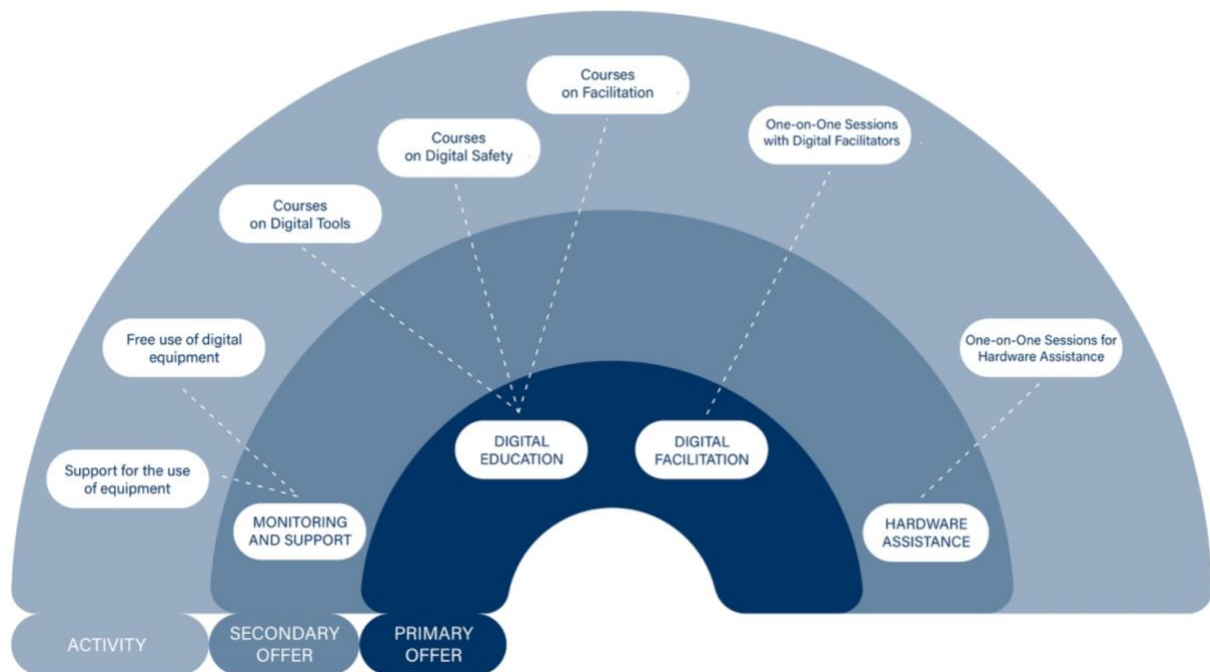 Courses
on Facilitation
Courses
on Digital Safety
One-on-One Sessions
with Digital Facilitators
Courses
on Digital Tools
Free use of digital
equipment
One-on-One Sessions for
Hardware Assistance
Support for the use
of equipment
DIGITAL
EDUCATION
DIGITAL
FACILITATION
MONITORING
AND SUPPORT
HARDWARE
ASSISTANCE
ACTIVITY
SECONDARY
OFFER
PRIMARY
OFFER